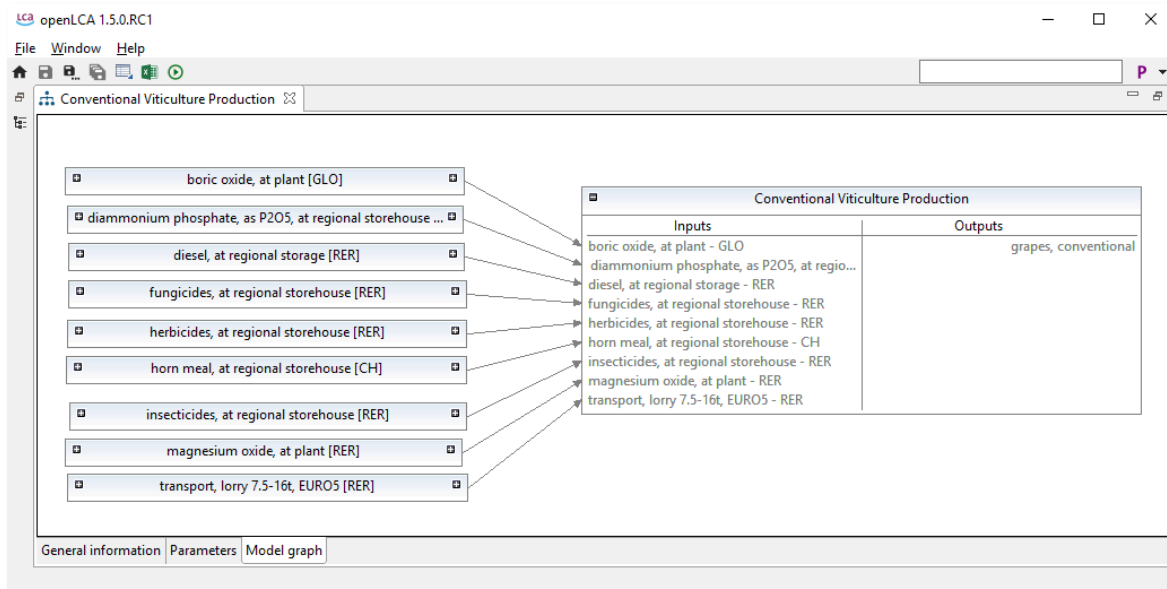 LCA openLCA 1.5.0.RC1
File Window Help
P
Conventional Viticulture Production
boric oxide, at plant [GLO]
diammonium phosphate, as P2O5, at regional storehouse ...
diesel, at regional storage [RER]
fungicides, at regional storehouse [RER]
herbicides, at regional storehouse [RER]
horn meal, at regional storehouse [CH]
insecticides, at regional storehouse [RER]
magnesium oxide, at plant [RER]
transport, lorry 7.5-16t, EURO5 [RER]
Conventional Viticulture Production
Inputs Outputs
boric oxide, at plant - GLO grapes, conventional
diammonium phosphate, as P2O5, at regio...
diesel, at regional storage - RER
fungicides, at regional storehouse - RER
herbicides, at regional storehouse - RER
horn meal, at regional storehouse - CH
insecticides, at regional storehouse - RER
magnesium oxide, at plant - RER
transport, lorry 7.5-16t, EURO5 - RER
General information Parameters Model graph